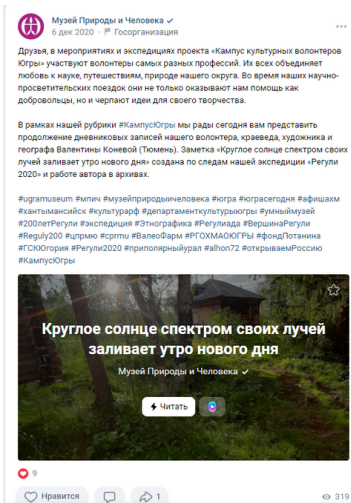 Музей Природы и Человека
6 дек 2020 · Госорганизация
Друзья, в мероприятиях и экспедициях проекта «Кампус культурных волонтеров
Югры» участвуют волонтеры самых разных профессий. Их всех объединяет
любовь к науке, путешествиям, природе нашего округа. Во время наших научно-
просветительских поездок они не только оказывают нам помощь как
добровольцы, но и черпают идеи для своего творчества.
В рамках нашей рубрики #КампусЮгры мы рады сегодня вам представить
продолжение дневниковых записей нашего волонтера, краеведа, художника и
географа Валентины Коневой (Тюмень). Заметка «Круглое солнце спектром своих
лучей заливает утро нового дня» создана по следам нашей экспедиции «Регули
2020» и работе автора в архивах.
#ugramuseum #мпич #музейприродыичеловека #югра #юграсегодня #афишахм
#хантымансийск #культурарф #департаменткультурыюгры #умныймузей
#200летРегули #экспедиция #Этнографика #Регулиада #ВершинаРегули
#Reguly200 #цпрмю #cprmu #ВалеоФарм #РГОХМАОЮГРЫ #фондПотанина
#ГСКЮгория #Регули2020 #приполярныйурал #alhon72 #открываемРоссию
#КампусЮгры
Круглое солнце спектром своих лучей
заливает утро нового дня
Музей Природы и Человека
Читать
9
Нравится 1 319